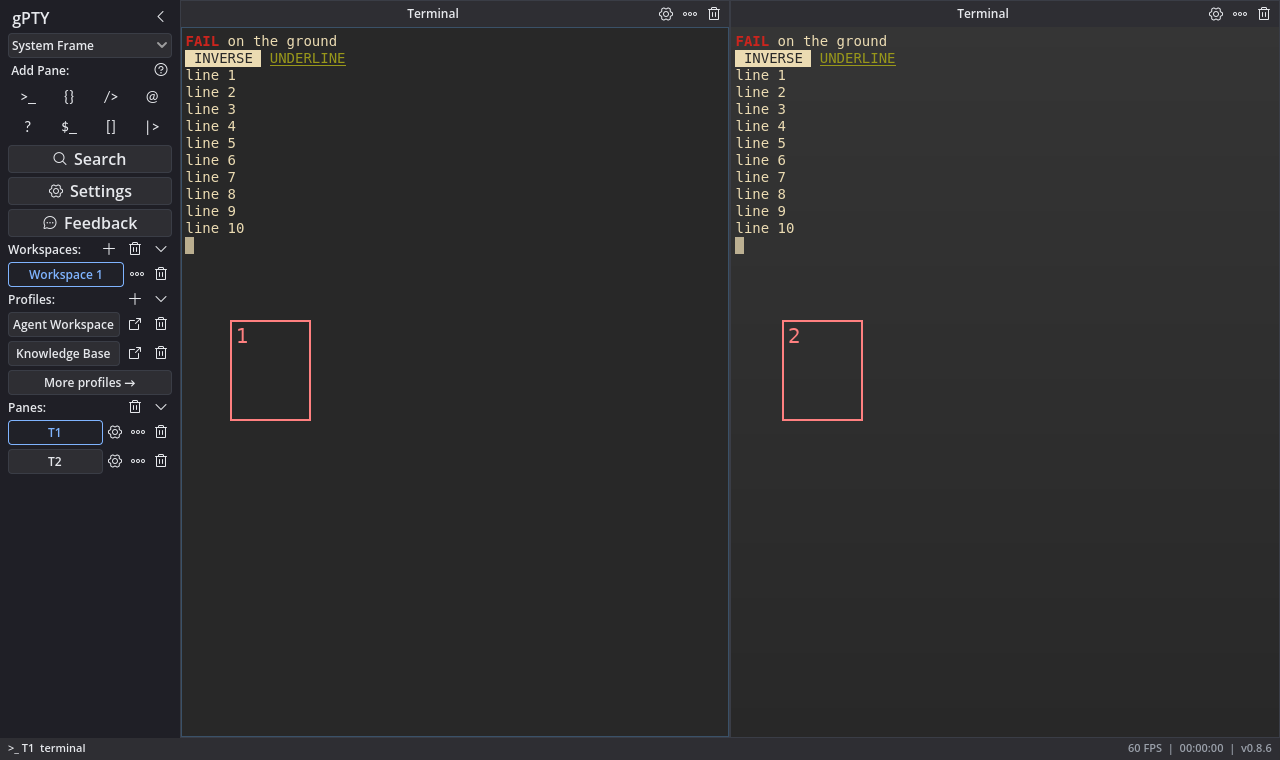 gPTY
System Frame
Add Pane:
>_ {} /> @
? $_ [] |>
Search
Settings
Feedback
Workspaces:
Workspace 1
Profiles:
Agent Workspace
Knowledge Base
More profiles →
Panes:
T1
T2
Terminal
FAIL on the ground
INVERSE UNDERLINE
line 1
line 2
line 3
line 4
line 5
line 6
line 7
line 8
line 9
line 10
1
Terminal
FAIL on the ground
INVERSE UNDERLINE
line 1
line 2
line 3
line 4
line 5
line 6
line 7
line 8
line 9
line 10
2
>_ T1 terminal
60 FPS | 00:00:00 | v0.8.6